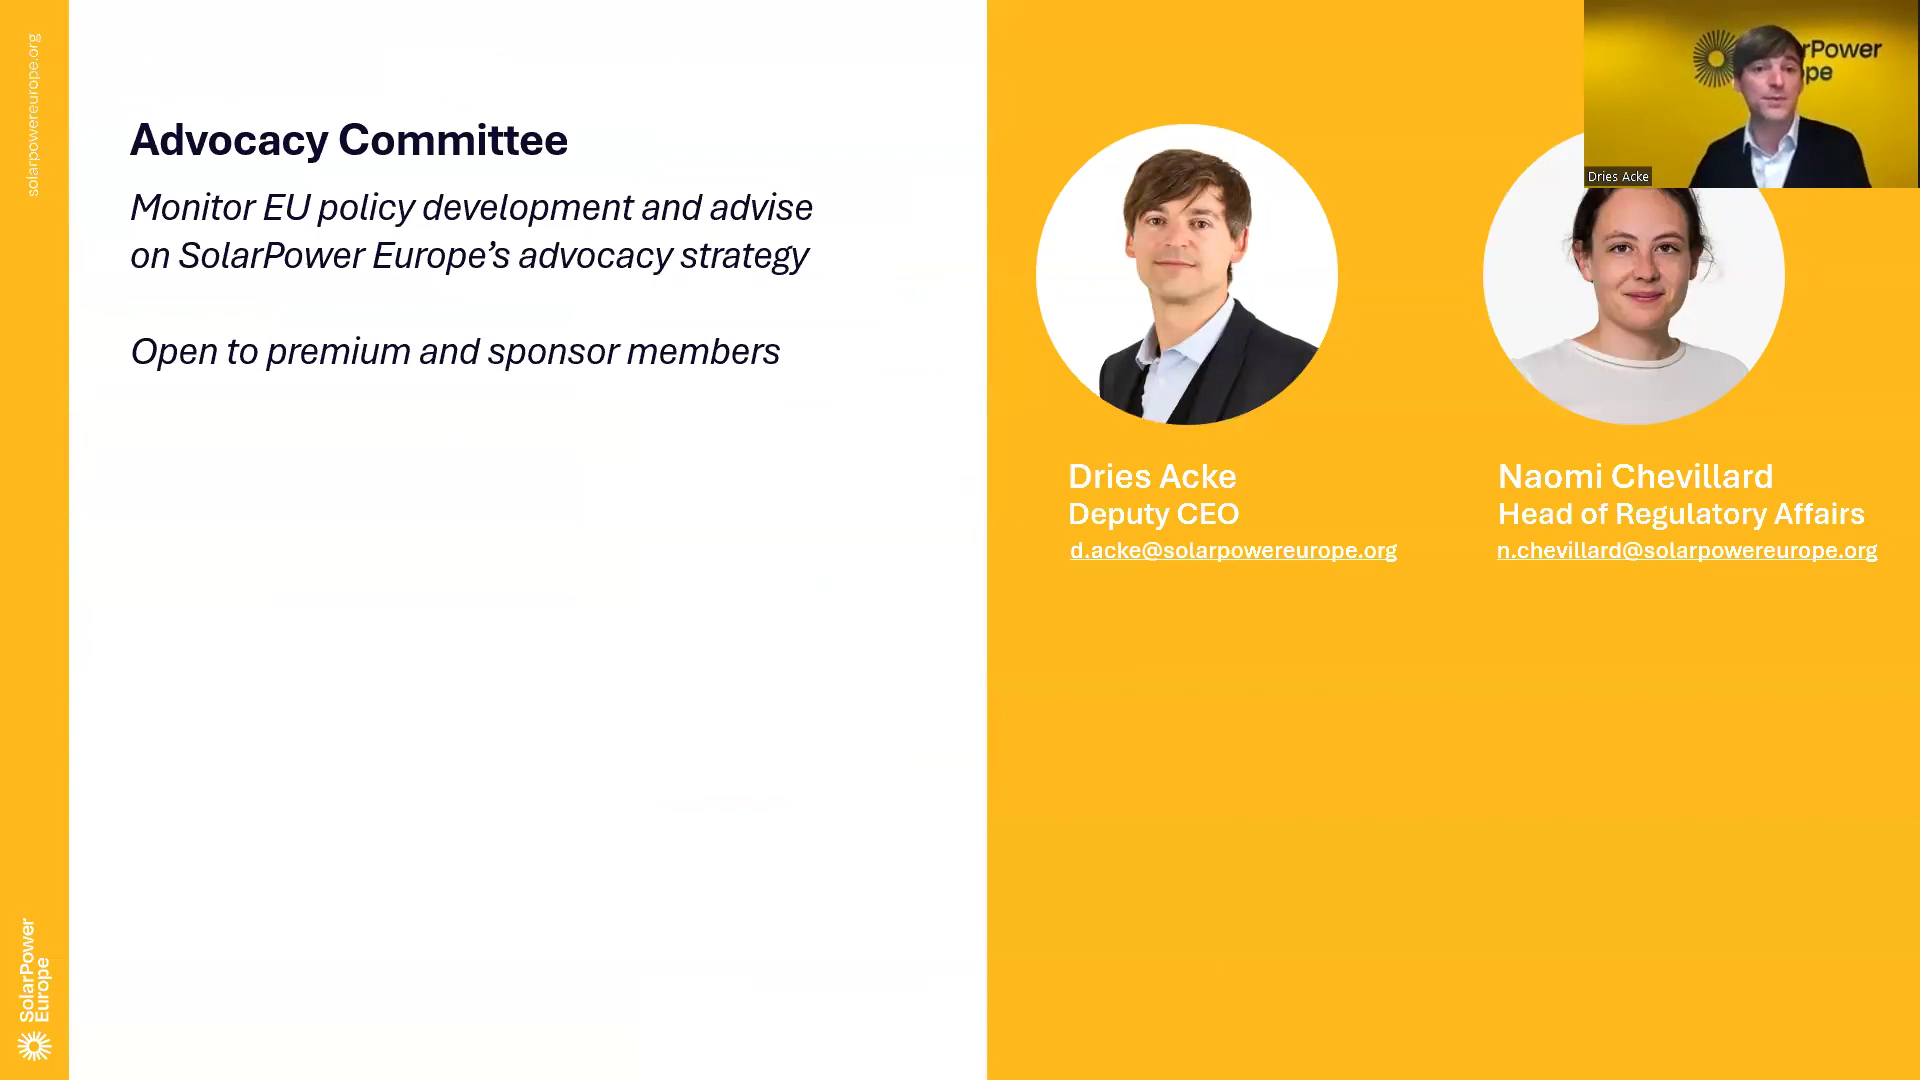 solarpowereurope.org
Advocacy Committee
Monitor EU policy development and advise
on SolarPower Europe’s advocacy strategy
Open to premium and sponsor members
rPower
pe
Dries Acke
Dries Acke
Deputy CEO
d.acke@solarpowereurope.org
Naomi Chevillard
Head of Regulatory Affairs
n.chevillard@solarpowereurope.org
SolarPower
Europe